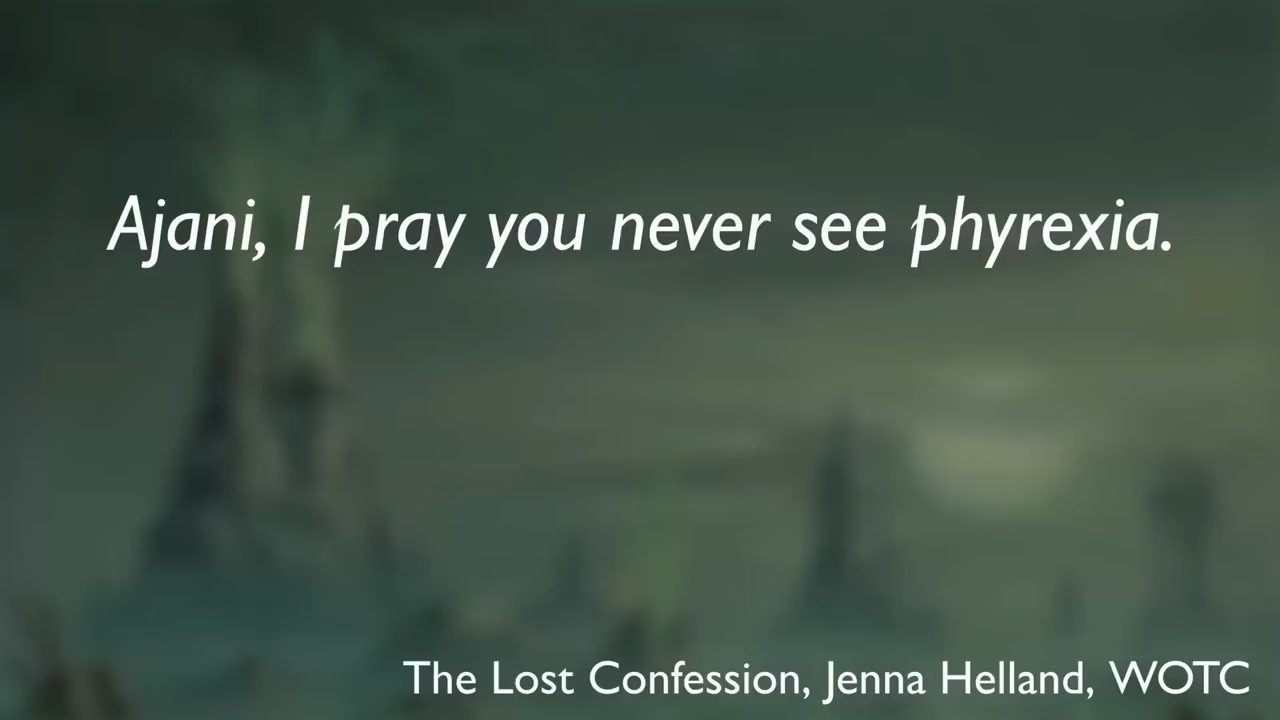 Ajani, I pray you never see phyrexia.
The Lost Confession, Jenna Helland, WOTC